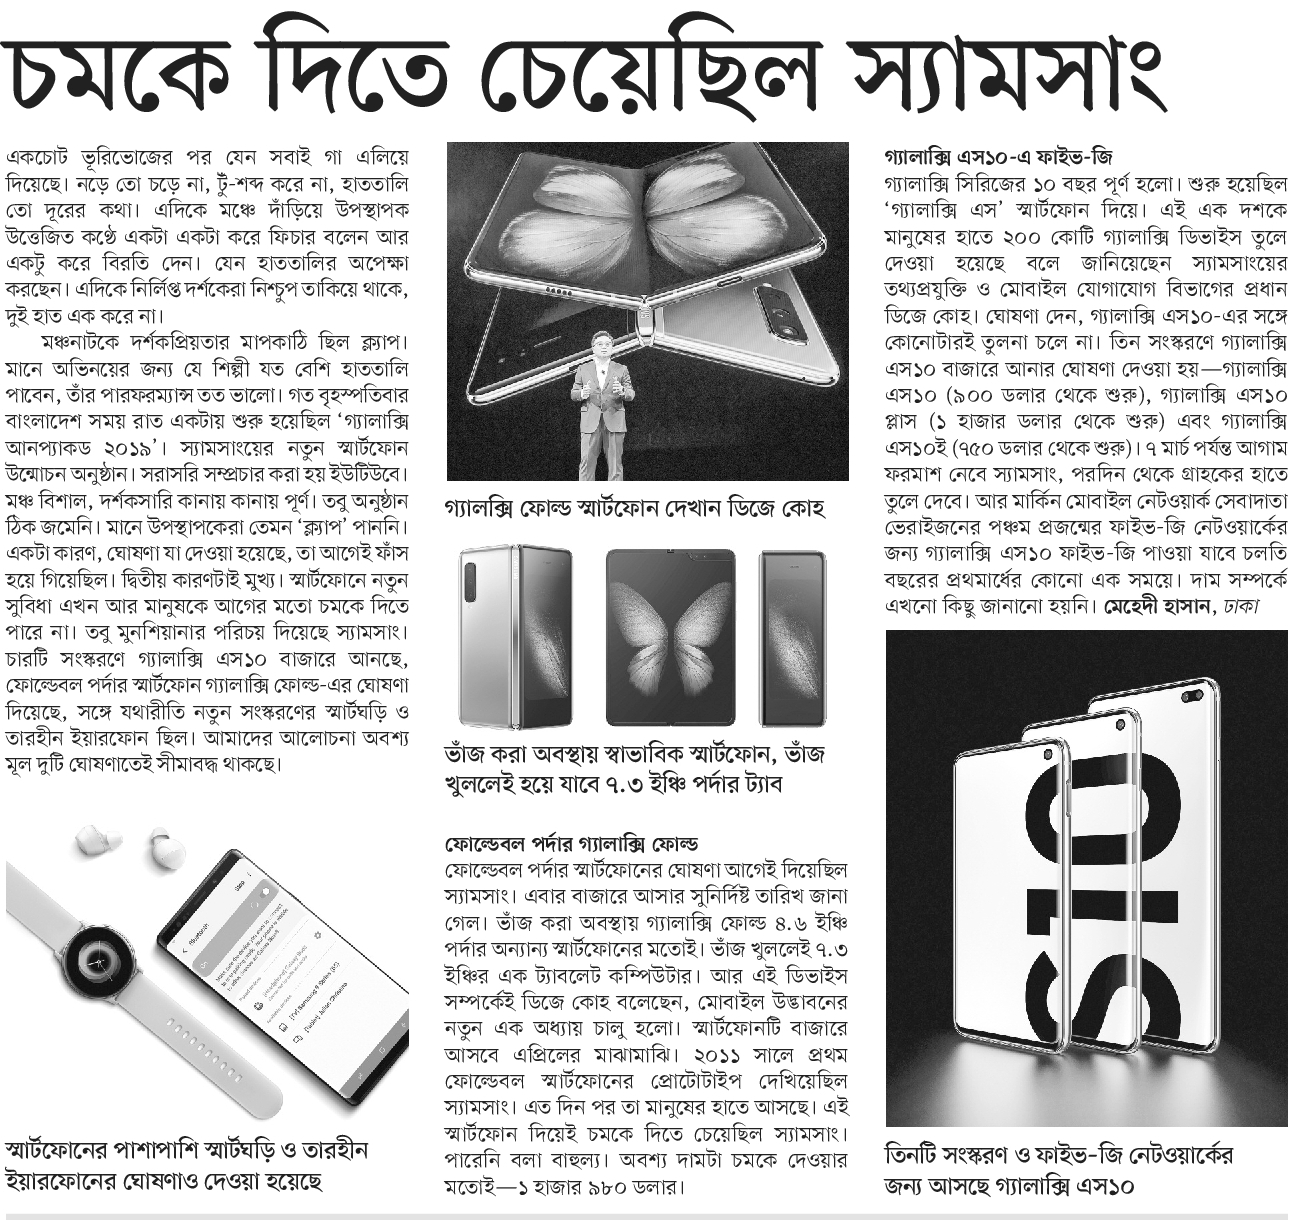 চমকে দিতে চেয়েছিল স্যামসাং
একচোট ভূরিভোজের পর যেন সবাই গা এলিয়ে
দিয়েছে। নড়ে তো চড়ে না, টুঁ-শব্দ করে না, হাততালি
তো দূরের কথা। এদিকে মঞ্চে দাঁড়িয়ে উপস্থাপক
উত্তেজিত কণ্ঠে একটা একটা করে ফিচার বলেন আর
একটু করে বিরতি দেন। যেন হাততালির অপেক্ষা
করছেন। এদিকে নির্লিপ্ত দর্শকেরা নিশ্চুপ তাকিয়ে থাকে,
দুই হাত এক করে না।
মঞ্চনাটকে দর্শকপ্রিয়তার মাপকাঠি ছিল ক্ল্যাপ।
মানে অভিনয়ের জন্য যে শিল্পী যত বেশি হাততালি
পাবেন, তাঁর পারফরম্যান্স তত ভালো। গত বৃহস্পতিবার
বাংলাদেশ সময় রাত একটায় শুরু হয়েছিল ‘গ্যালাক্সি
আনপ্যাকড ২০১৯’। স্যামসাংয়ের নতুন স্মার্টফোন
উন্মোচন অনুষ্ঠান। সরাসরি সম্প্রচার করা হয় ইউটিউবে।
মঞ্চ বিশাল, দর্শকসারি কানায় কানায় পূর্ণ। তবু অনুষ্ঠান
ঠিক জমেনি। মানে উপস্থাপকেরা তেমন ‘ক্ল্যাপ’ পাননি।
একটা কারণ, ঘোষণা যা দেওয়া হয়েছে, তা আগেই ফাঁস
হয়ে গিয়েছিল। দ্বিতীয় কারণটাই মুখ্য। স্মার্টফোনে নতুন
সুবিধা এখন আর মানুষকে আগের মতো চমকে দিতে
পারে না। তবু মুনশিয়ানার পরিচয় দিয়েছে স্যামসাং।
চারটি সংস্করণে গ্যালাক্সি এস১০ বাজারে আনছে,
ফোল্ডেবল পর্দার স্মার্টফোন গ্যালাক্সি ফোল্ড-এর ঘোষণা
দিয়েছে, সঙ্গে যথারীতি নতুন সংস্করণের স্মার্টঘড়ি ও
তারহীন ইয়ারফোন ছিল। আমাদের আলোচনা অবশ্য
মূল দুটি ঘোষণাতেই সীমাবদ্ধ থাকছে।
স্মার্টফোনের পাশাপাশি স্মার্টঘড়ি ও তারহীন
ইয়ারফোনের ঘোষণাও দেওয়া হয়েছে
গ্যালক্সি ফোল্ড স্মার্টফোন দেখান ডিজে কোহ
ভাঁজ করা অবস্থায় স্বাভাবিক স্মার্টফোন, ভাঁজ
খুললেই হয়ে যাবে ৭.৩ ইঞ্চি পর্দার ট্যাব
ফোল্ডেবল পর্দার গ্যালাক্সি ফোল্ড
ফোল্ডেবল পর্দার স্মার্টফোনের ঘোষণা আগেই দিয়েছিল
স্যামসাং। এবার বাজারে আসার সুনির্দিষ্ট তারিখ জানা
গেল। ভাঁজ করা অবস্থায় গ্যালাক্সি ফোল্ড ৪.৬ ইঞ্চি
পর্দার অন্যান্য স্মার্টফোনের মতোই। ভাঁজ খুললেই ৭.৩
ইঞ্চির এক ট্যাবলেট কম্পিউটার। আর এই ডিভাইস
সম্পর্কেই ডিজে কোহ বলেছেন, মোবাইল উদ্ভাবনের
নতুন এক অধ্যায় চালু হলো। স্মার্টফোনটি বাজারে
আসবে এপ্রিলের মাঝামাঝি। ২০১১ সালে প্রথম
ফোল্ডেবল স্মার্টফোনের প্রোটোটাইপ দেখিয়েছিল
স্যামসাং। এত দিন পর তা মানুষের হাতে আসছে। এই
স্মার্টফোন দিয়েই চমকে দিতে চেয়েছিল স্যামসাং।
পারেনি বলা বাহুল্য। অবশ্য দামটা চমকে দেওয়ার
মতোই—১ হাজার ৯৮০ ডলার।
গ্যালাক্সি এস১০-এ ফাইভ-জি
গ্যালাক্সি সিরিজের ১০ বছর পূর্ণ হলো। শুরু হয়েছিল
‘গ্যালাক্সি এস’ স্মার্টফোন দিয়ে। এই এক দশকে
মানুষের হাতে ২০০ কোটি গ্যালাক্সি ডিভাইস তুলে
দেওয়া হয়েছে বলে জানিয়েছেন স্যামসাংয়ের
তথ্যপ্রযুক্তি ও মোবাইল যোগাযোগ বিভাগের প্রধান
ডিজে কোহ। ঘোষণা দেন, গ্যালাক্সি এস১০-এর সঙ্গে
কোনোটারই তুলনা চলে না। তিন সংস্করণে গ্যালাক্সি
এস১০ বাজারে আনার ঘোষণা দেওয়া হয়—গ্যালাক্সি
এস১০ (৯০০ ডলার থেকে শুরু), গ্যালাক্সি এস১০
প্লাস (১ হাজার ডলার থেকে শুরু) এবং গ্যালাক্সি
এস১০ই (৭৫০ ডলার থেকে শুরু)। ৭ মার্চ পর্যন্ত আগাম
ফরমাশ নেবে স্যামসাং, পরদিন থেকে গ্রাহকের হাতে
তুলে দেবে। আর মার্কিন মোবাইল নেটওয়ার্ক সেবাদাতা
ভেরাইজনের পঞ্চম প্রজন্মের ফাইভ-জি নেটওয়ার্কের
জন্য গ্যালাক্সি এস১০ ফাইভ-জি পাওয়া যাবে চলতি
বছরের প্রথমার্ধের কোনো এক সময়ে। দাম সম্পর্কে
এখনো কিছু জানানো হয়নি। মেহেদী হাসান, ঢাকা
S10
তিনটি সংস্করণ ও ফাইভ-জি নেটওয়ার্কের
জন্য আসছে গ্যালাক্সি এস১০